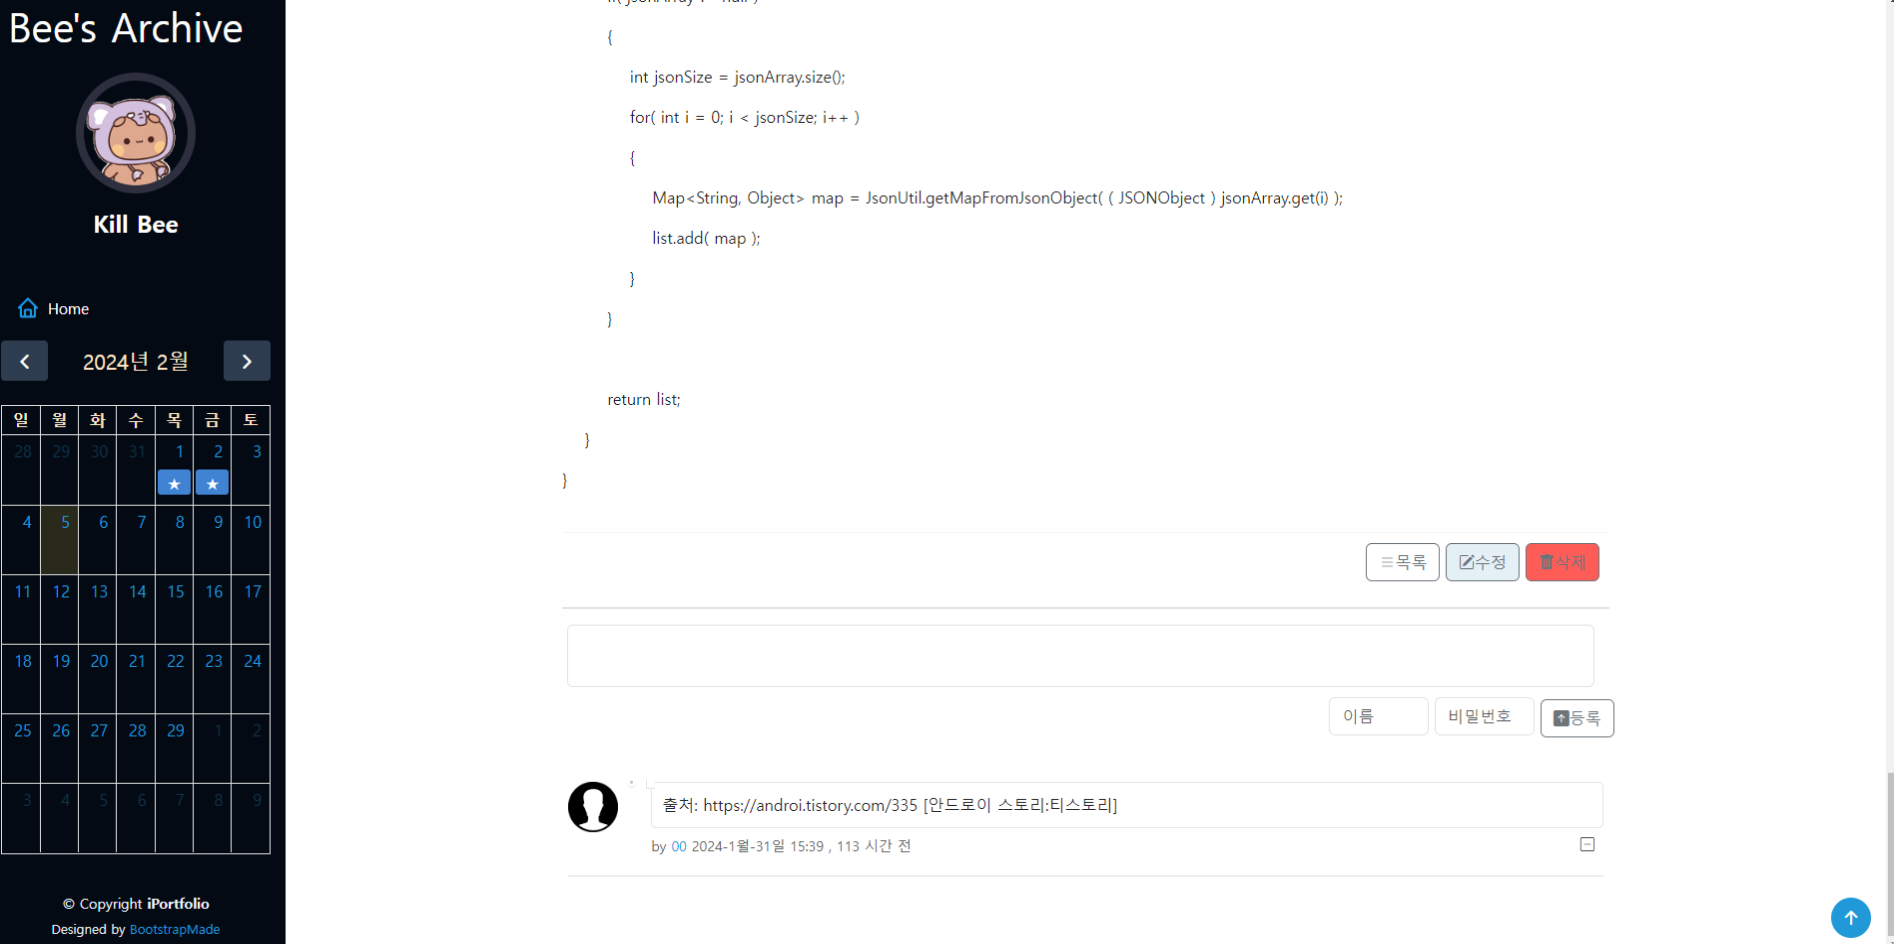 Bee's Archive
Kill Bee
Home
2024년 2월
일 월 화 수 목 금 토
28 29 30 31 1 2 3
★ ★
4 5 6 7 8 9 10
11 12 13 14 15 16 17
18 19 20 21 22 23 24
25 26 27 28 29 1 2
3 4 5 6 7 8 9
© Copyright iPortfolio
Designed by BootstrapMade
{
int jsonSize = jsonArray.size();
for( int i = 0; i < jsonSize; i++ )
{
Map<String, Object> map = JsonUtil.getMapFromJsonObject( ( JSONObject ) jsonArray.get(i) );
list.add( map );
}
}
return list;
}
}
목록 수정 삭제
이름 비밀번호 등록
출처: https://androi.tistory.com/335 [안드로이 스토리:티스토리]
by 00 2024-1월-31일 15:39 , 113 시간 전